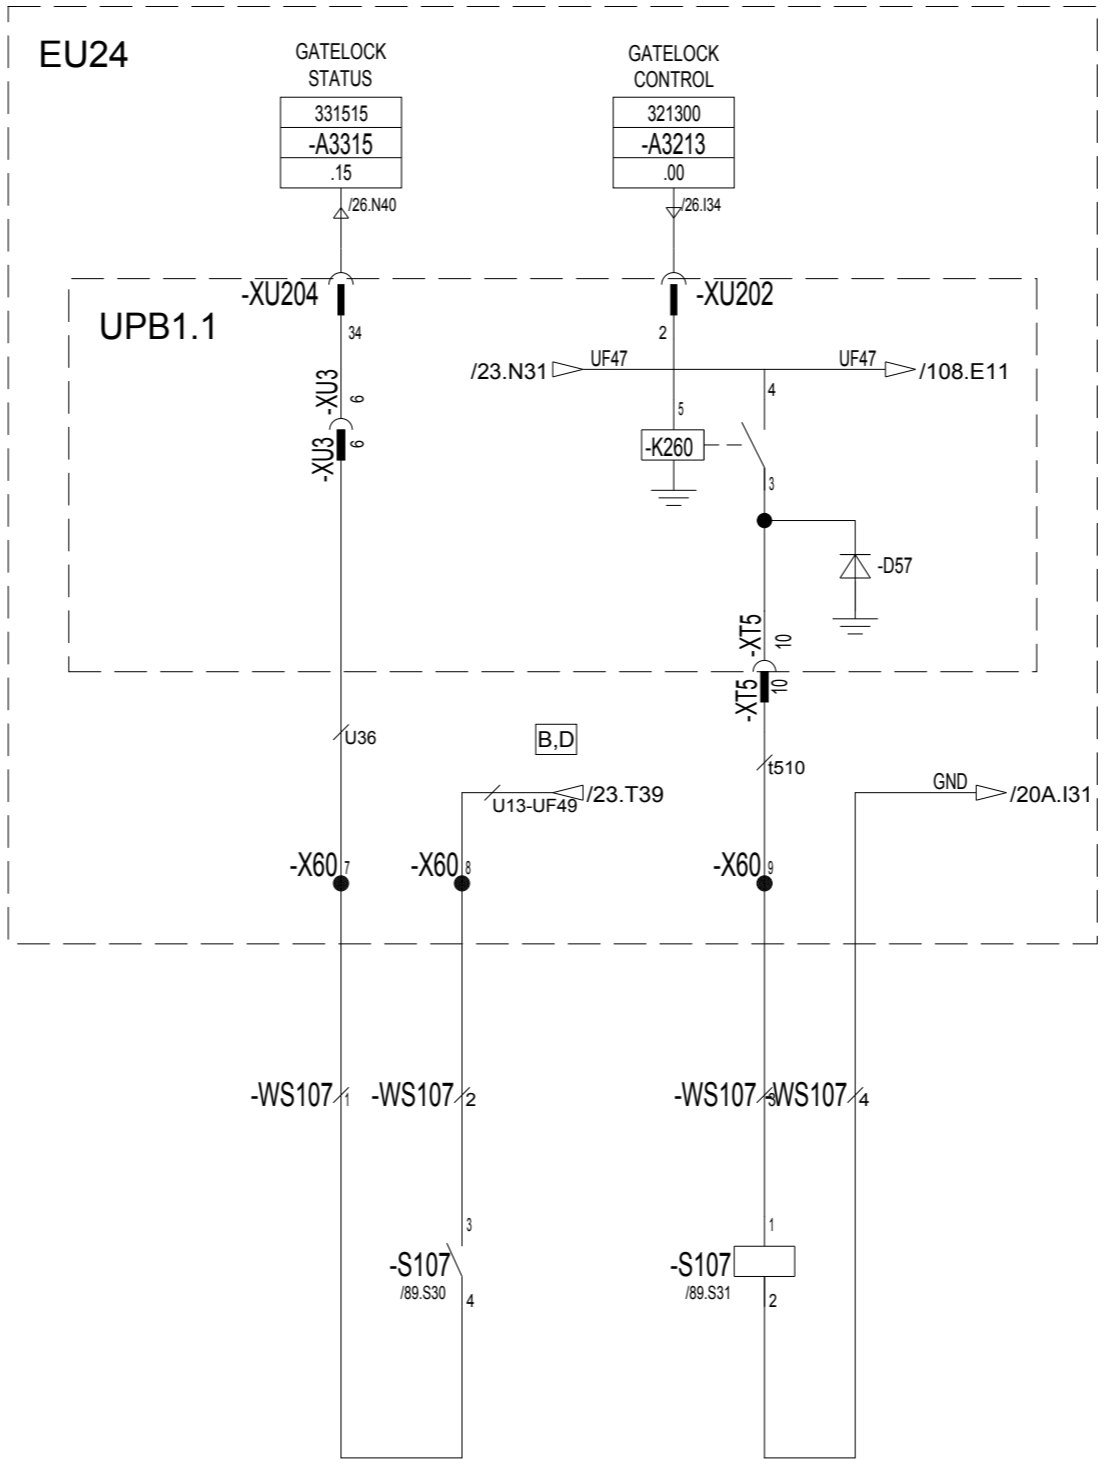 EU24
GATELOCK
STATUS
331515
-A3315
.15
/26.N40
GATELOCK
CONTROL
321300
-A3213
.00
/26.I34
-XU204
34
-XU202
2
UPB1.1
/23.N31
UF47
UF47
/108.E11
-XU3
6
-XU3
6
5
4
-K260
3
-D57
-XT5
10
-XT5
10
U36
B,D
t510
U13-UF49
/23.T39
GND
/20A.I31
-X60
7
-X60
8
-X60
9
-WS107
1
-WS107
2
-WS107
3
-WS107
4
3
-S107
/89.S30
4
1
-S107
/89.S31
2